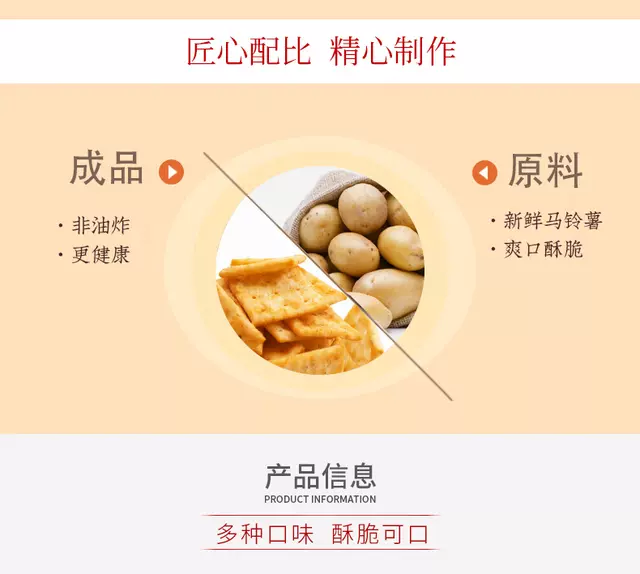 匠心配比 精心制作
成品
·非油炸
·更健康
原料
·新鲜马铃薯
·爽口酥脆
产品信息
PRODUCT INFORMATION
多种口味 酥脆可口